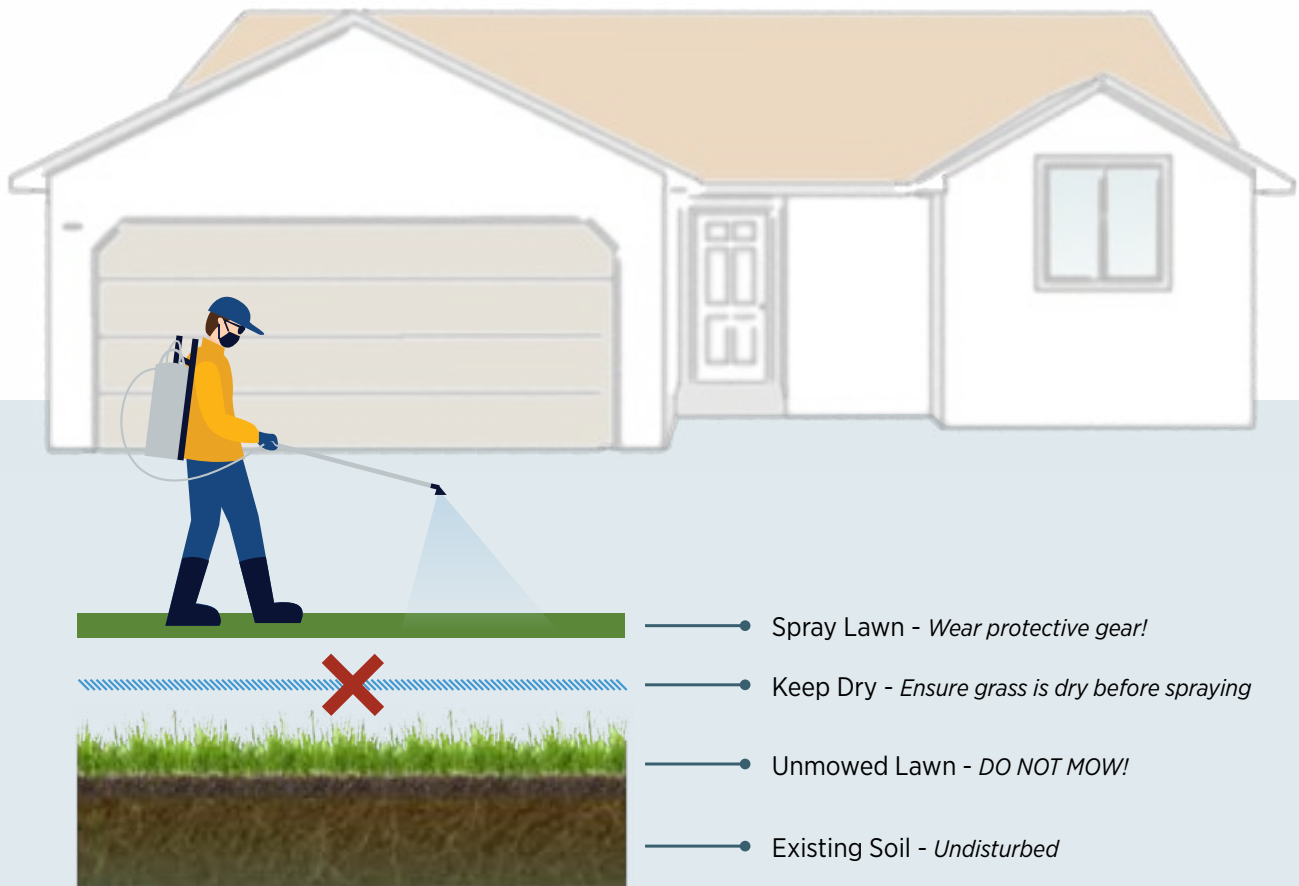 Spray Lawn - Wear protective gear!
Keep Dry - Ensure grass is dry before spraying
Unmowed Lawn - DO NOT MOW!
Existing Soil - Undisturbed